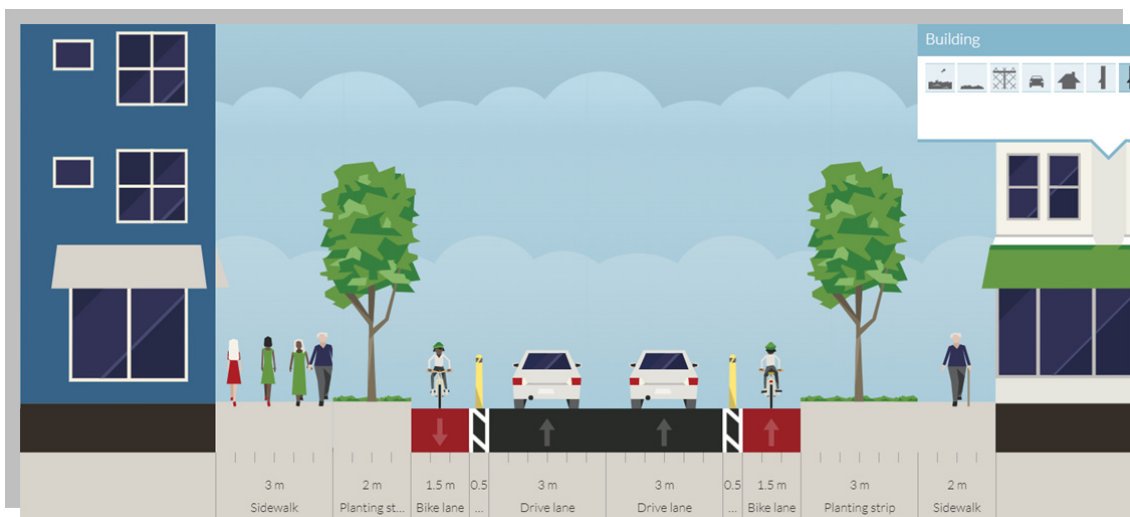 Building
3 m
Sidewalk
2 m
Planting st...
1.5 m
Bike lane
0.5
...
3 m
Drive lane
3 m
Drive lane
0.5
...
1.5 m
Bike lane
3 m
Planting strip
2 m
Sidewalk